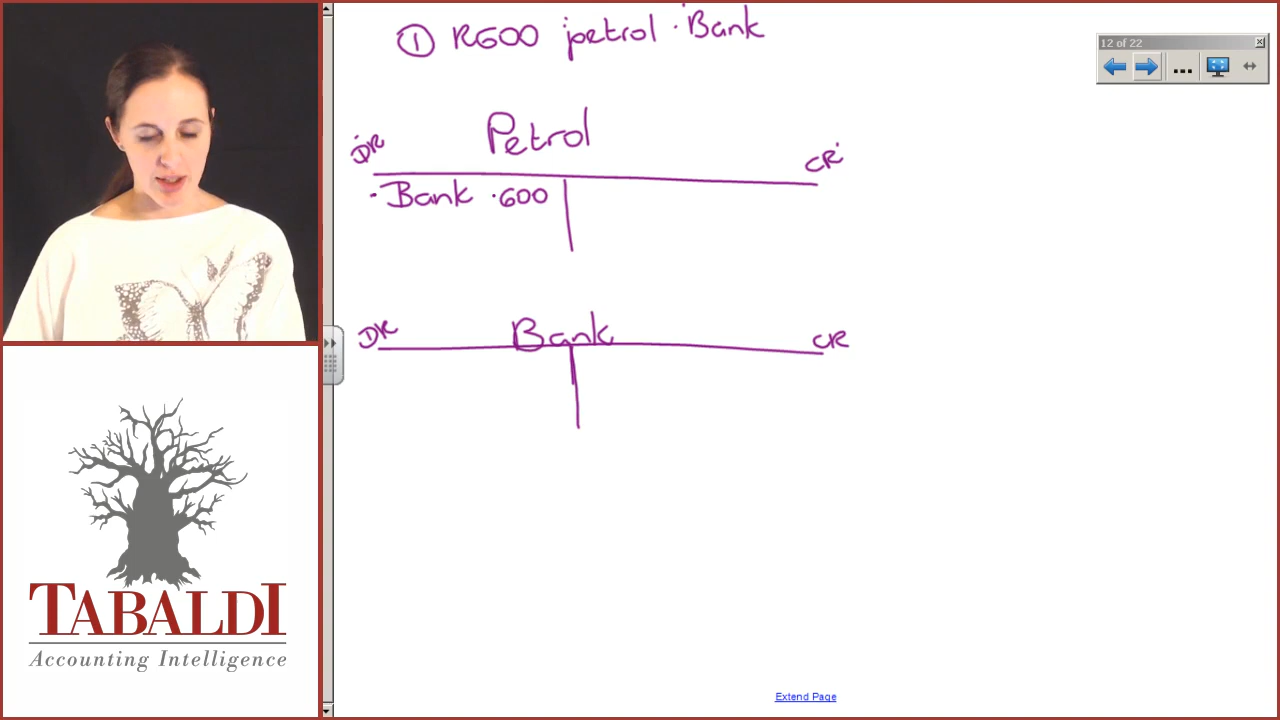 ① R600 petrol · Bank
12 of 22
Petrol
DR
CR
· Bank · 600
Bank
DR
CR
TABALDI
Accounting Intelligence
Extend Page